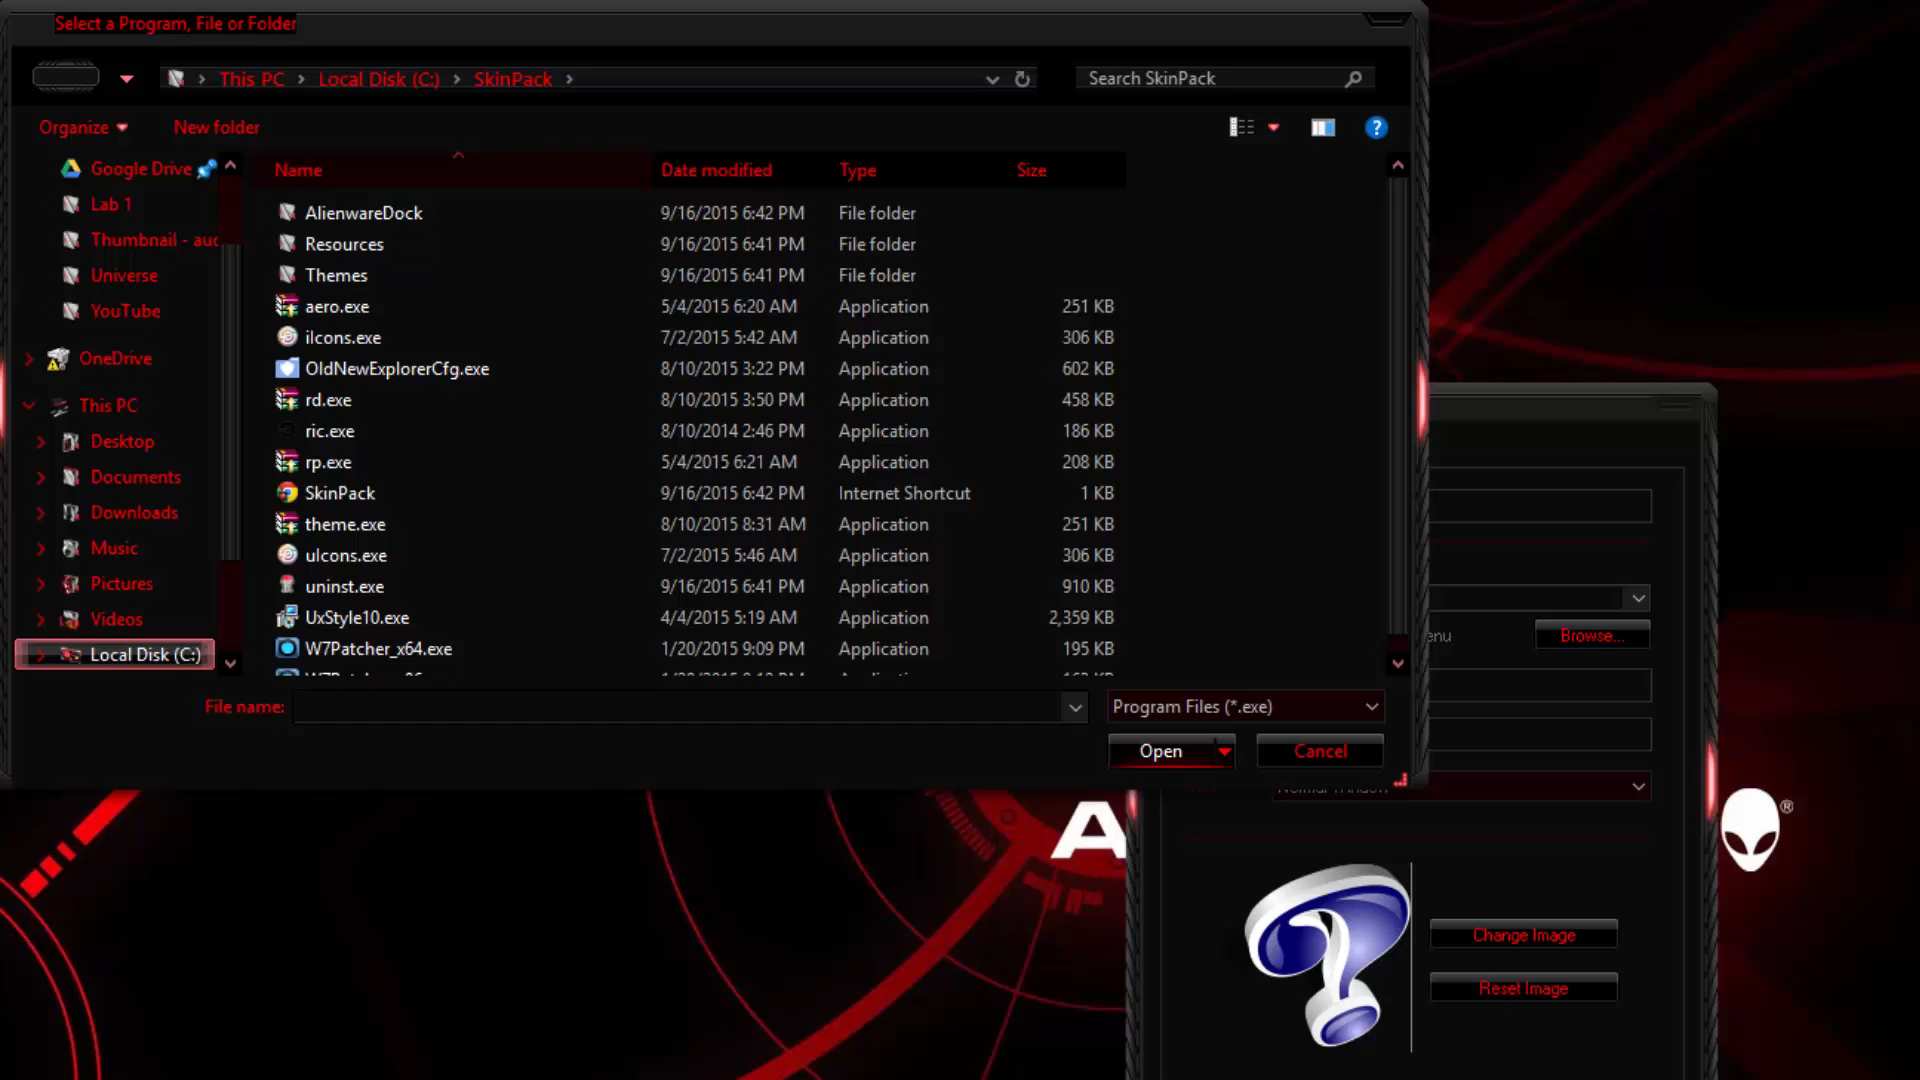 Select a Program, File or Folder
This PC Local Disk (C:) SkinPack
Search SkinPack
Organize New folder
Name Date modified Type Size
Google Drive
Lab 1
Thumbnail - au
Universe
YouTube
OneDrive
This PC
Desktop
Documents
Downloads
Music
Pictures
Videos
Local Disk (C:)
AlienwareDock 9/16/2015 6:42 PM File folder
Resources 9/16/2015 6:41 PM File folder
Themes 9/16/2015 6:41 PM File folder
aero.exe 5/4/2015 6:20 AM Application 251 KB
iIcons.exe 7/2/2015 5:42 AM Application 306 KB
OldNewExplorerCfg.exe 8/10/2015 3:22 PM Application 602 KB
rd.exe 8/10/2015 3:50 PM Application 458 KB
ric.exe 8/10/2014 2:46 PM Application 186 KB
rp.exe 5/4/2015 6:21 AM Application 208 KB
SkinPack 9/16/2015 6:42 PM Internet Shortcut 1 KB
theme.exe 8/10/2015 8:31 AM Application 251 KB
uIcons.exe 7/2/2015 5:46 AM Application 306 KB
uninst.exe 9/16/2015 6:41 PM Application 910 KB
UxStyle10.exe 4/4/2015 5:19 AM Application 2,359 KB
W7Patcher_x64.exe 1/20/2015 9:09 PM Application 195 KB
File name:
Program Files (*.exe)
Open
Cancel
enu
Browse...
A
®
Change Image
Reset Image